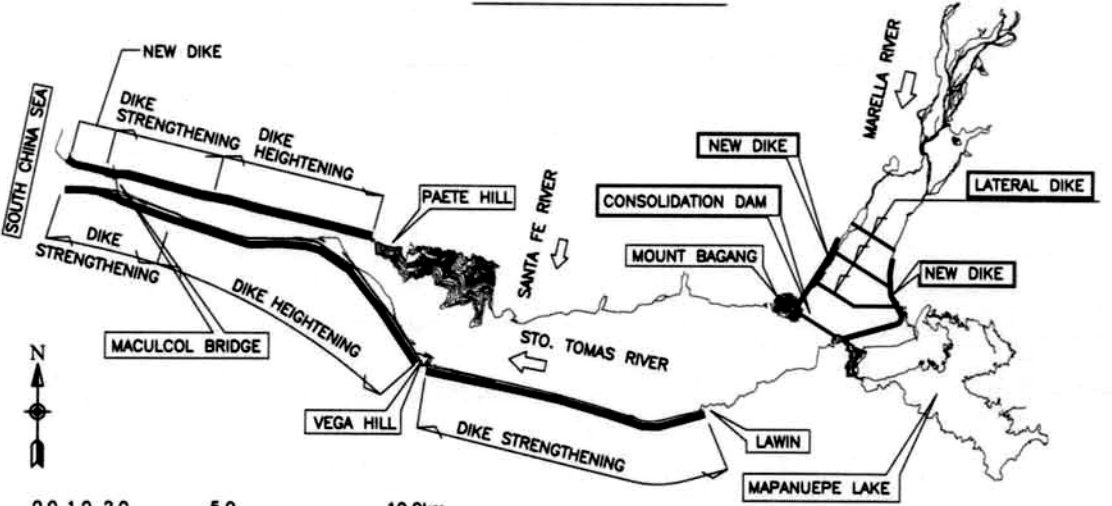 NEW DIKE
SOUTH CHINA SEA
DIKE
STRENGTHENING
DIKE
HEIGHTENING
PAETE HILL
SANTA FE RIVER
MARELLA RIVER
NEW DIKE
CONSOLIDATION DAM
MOUNT BAGANG
LATERAL DIKE
NEW DIKE
DIKE
STRENGTHENING
DIKE HEIGHTENING
MACULCOL BRIDGE
STO. TOMAS RIVER
N
VEGA HILL
DIKE STRENGTHENING
LAWIN
MAPANUEPE LAKE